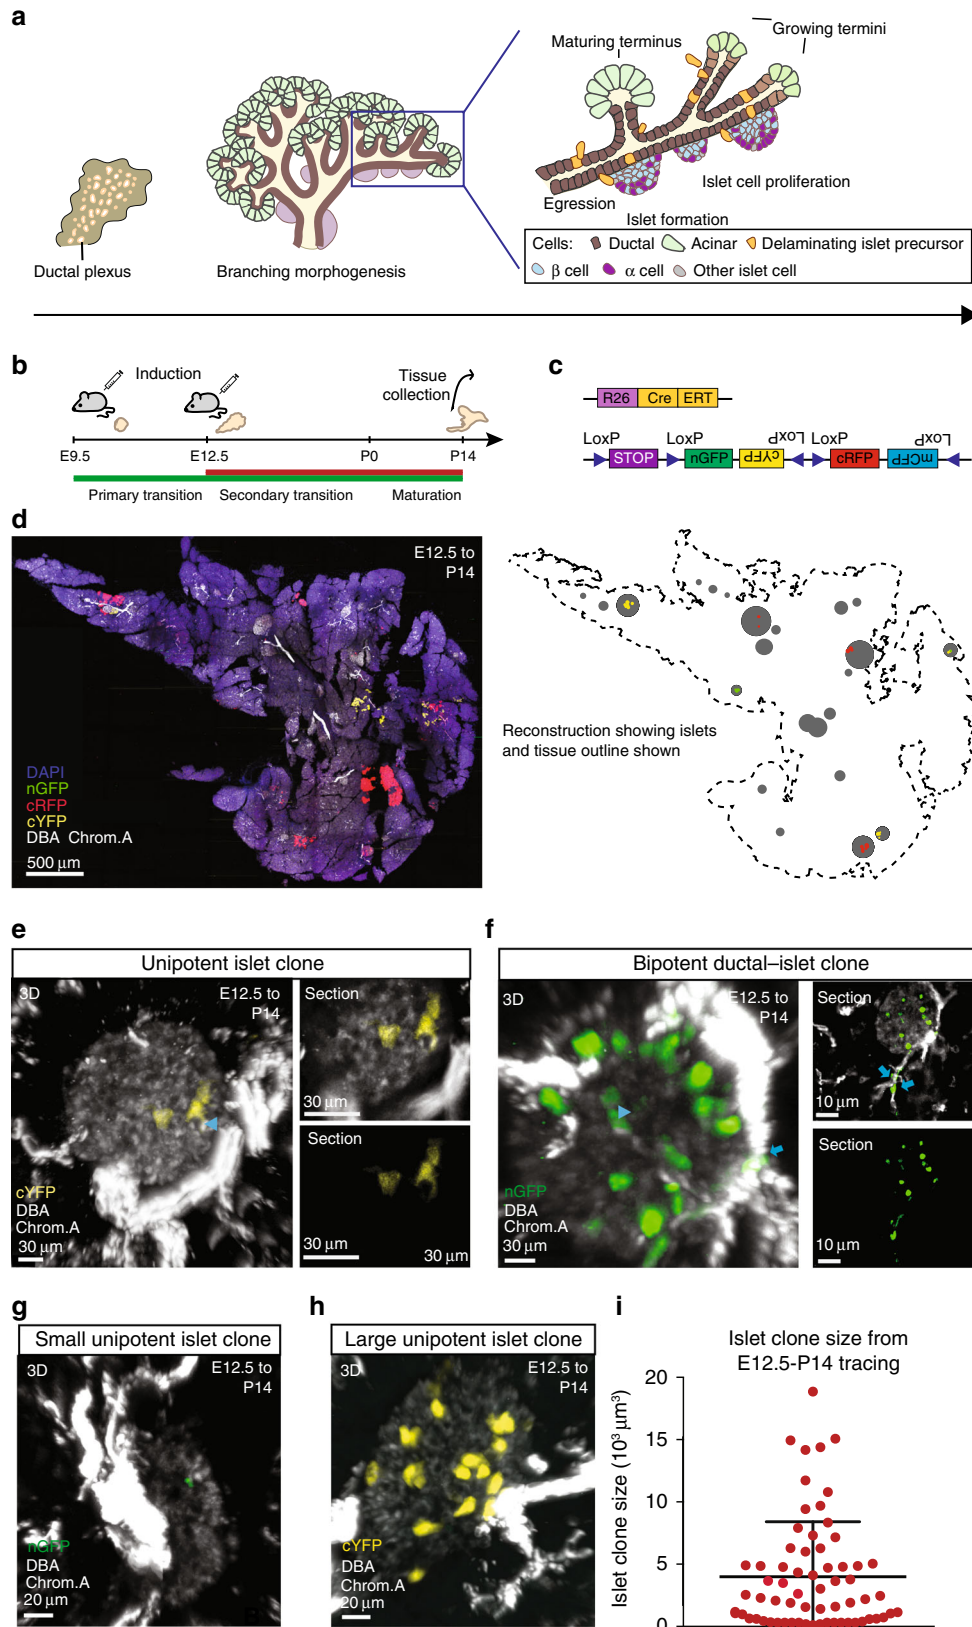 a
Maturing terminus
Growing termini
Islet cell proliferation
Egression
Islet formation
Ductal plexus
Branching morphogenesis
Cells: Ductal Acinar Delaminating islet precursor
β cell α cell Other islet cell
b
Induction
Tissue
collection
E9.5 E12.5 P0 P14
Primary transition Secondary transition Maturation
c
R26 Cre ERT
LoxP LoxP LoxP LoxP LoxP
STOP nGFP cYFP cRFP mCFP
d
E12.5 to
P14
DAPI
nGFP
cRFP
cYFP
DBA Chrom.A
500 μm
Reconstruction showing islets
and tissue outline shown
e
Unipotent islet clone
3D
E12.5 to
P14
cYFP
DBA
Chrom.A
30 μm
Section
30 μm
Section
30 μm
30 μm
f
Bipotent ductal–islet clone
3D
E12.5 to
P14
nGFP
DBA
Chrom.A
30 μm
Section
10 μm
Section
10 μm
g
Small unipotent islet clone
3D
E12.5 to
P14
nGFP
DBA
Chrom.A
20 μm
h
Large unipotent islet clone
3D
E12.5 to
P14
cYFP
DBA
Chrom.A
20 μm
i
Islet clone size from
E12.5-P14 tracing
Islet clone size (10³ μm³)
20
15
10
5
0